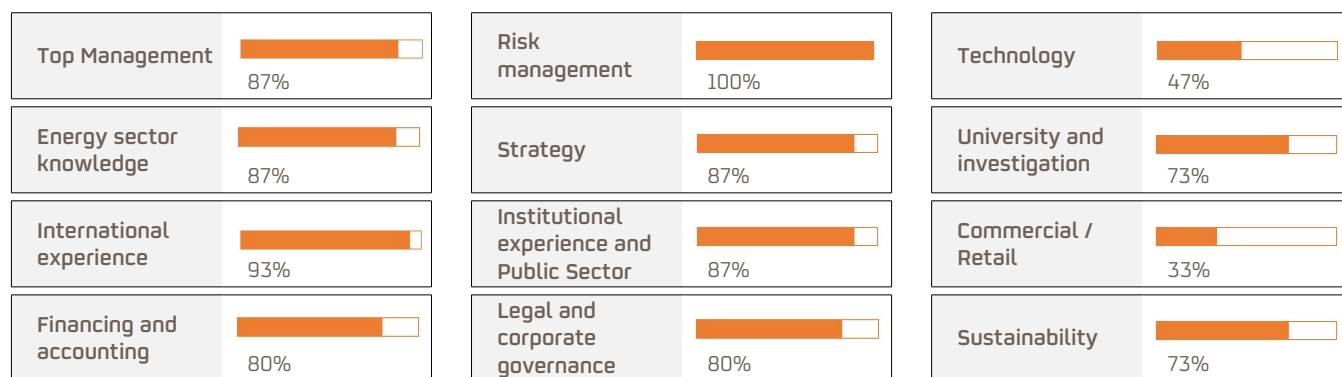 Top Management
87%
Risk
management
100%
Technology
47%
Energy sector
knowledge
87%
Strategy
87%
University and
investigation
73%
International
experience
93%
Institutional
experience and
Public Sector
87%
Commercial /
Retail
33%
Financing and
accounting
80%
Legal and
corporate
governance
80%
Sustainability
73%